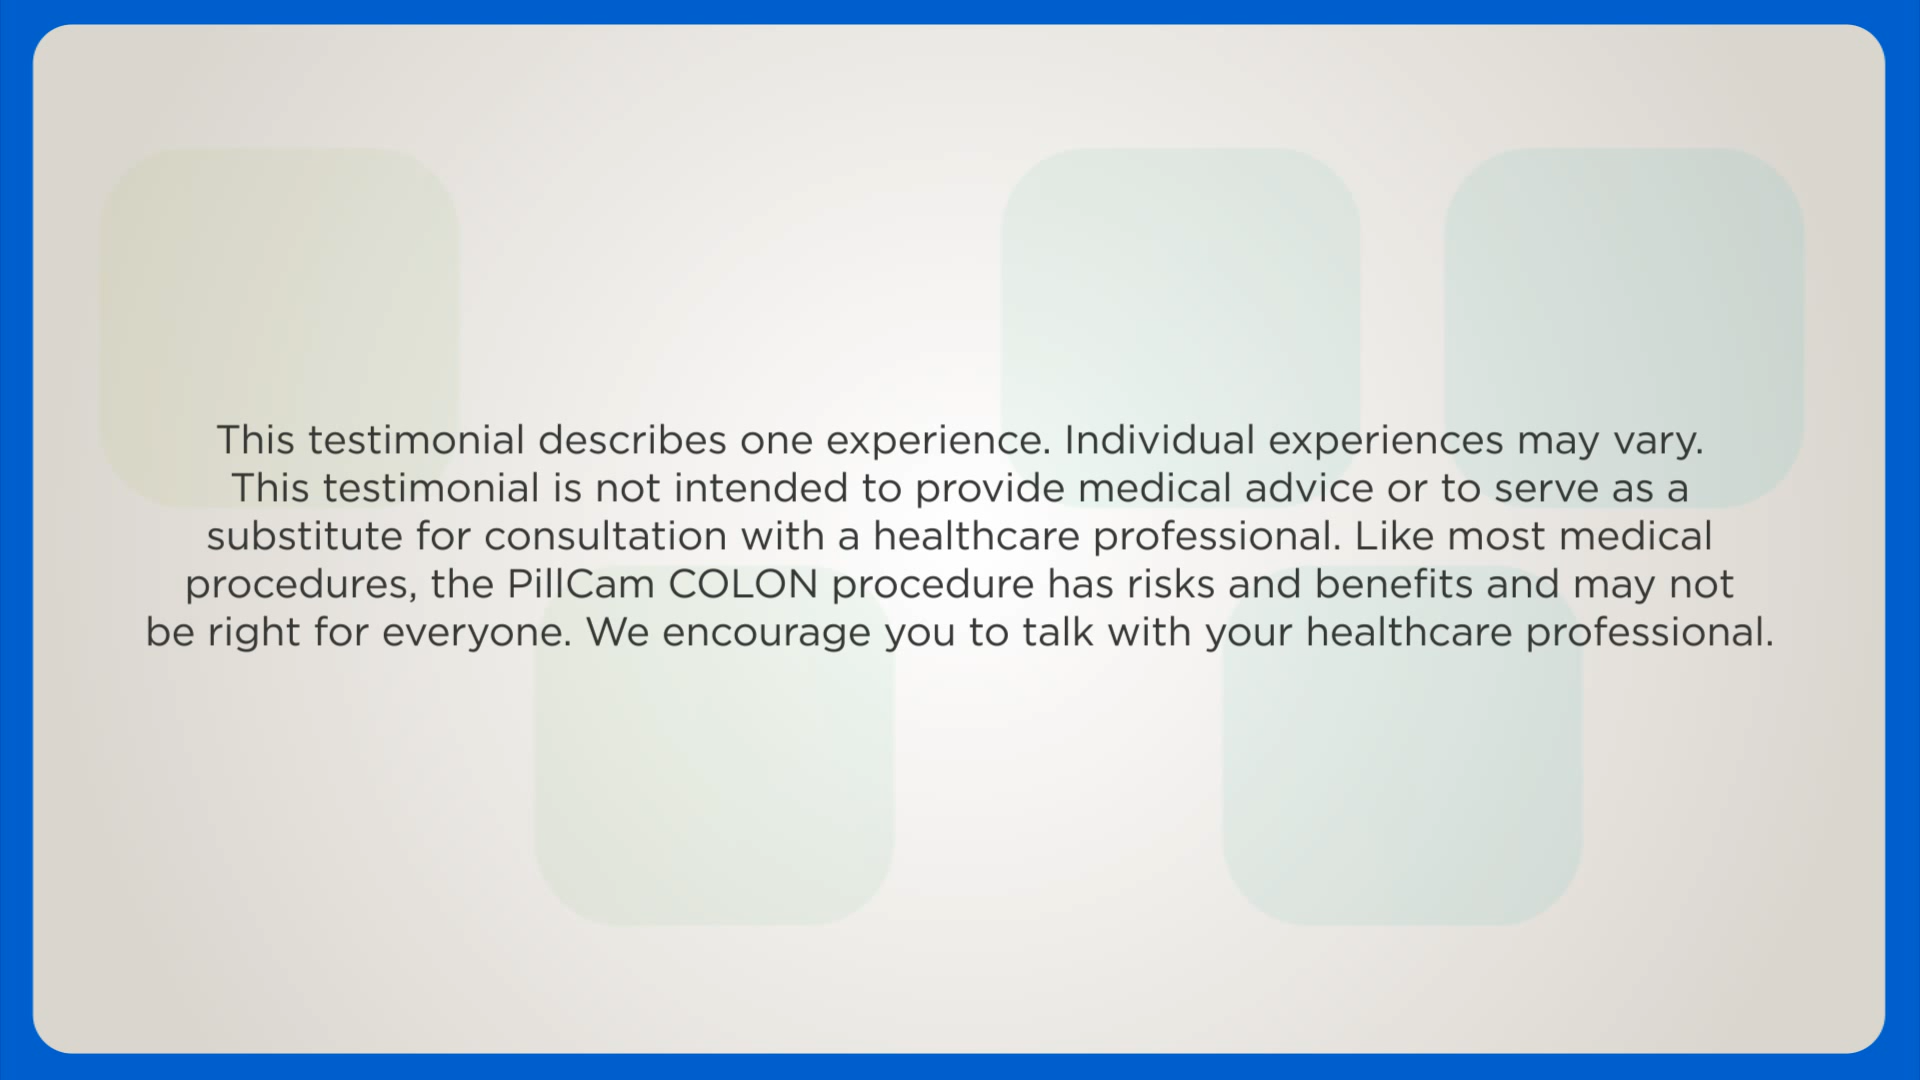 This testimonial describes one experience. Individual experiences may vary.
This testimonial is not intended to provide medical advice or to serve as a
substitute for consultation with a healthcare professional. Like most medical
procedures, the PillCam COLON procedure has risks and benefits and may not
be right for everyone. We encourage you to talk with your healthcare professional.